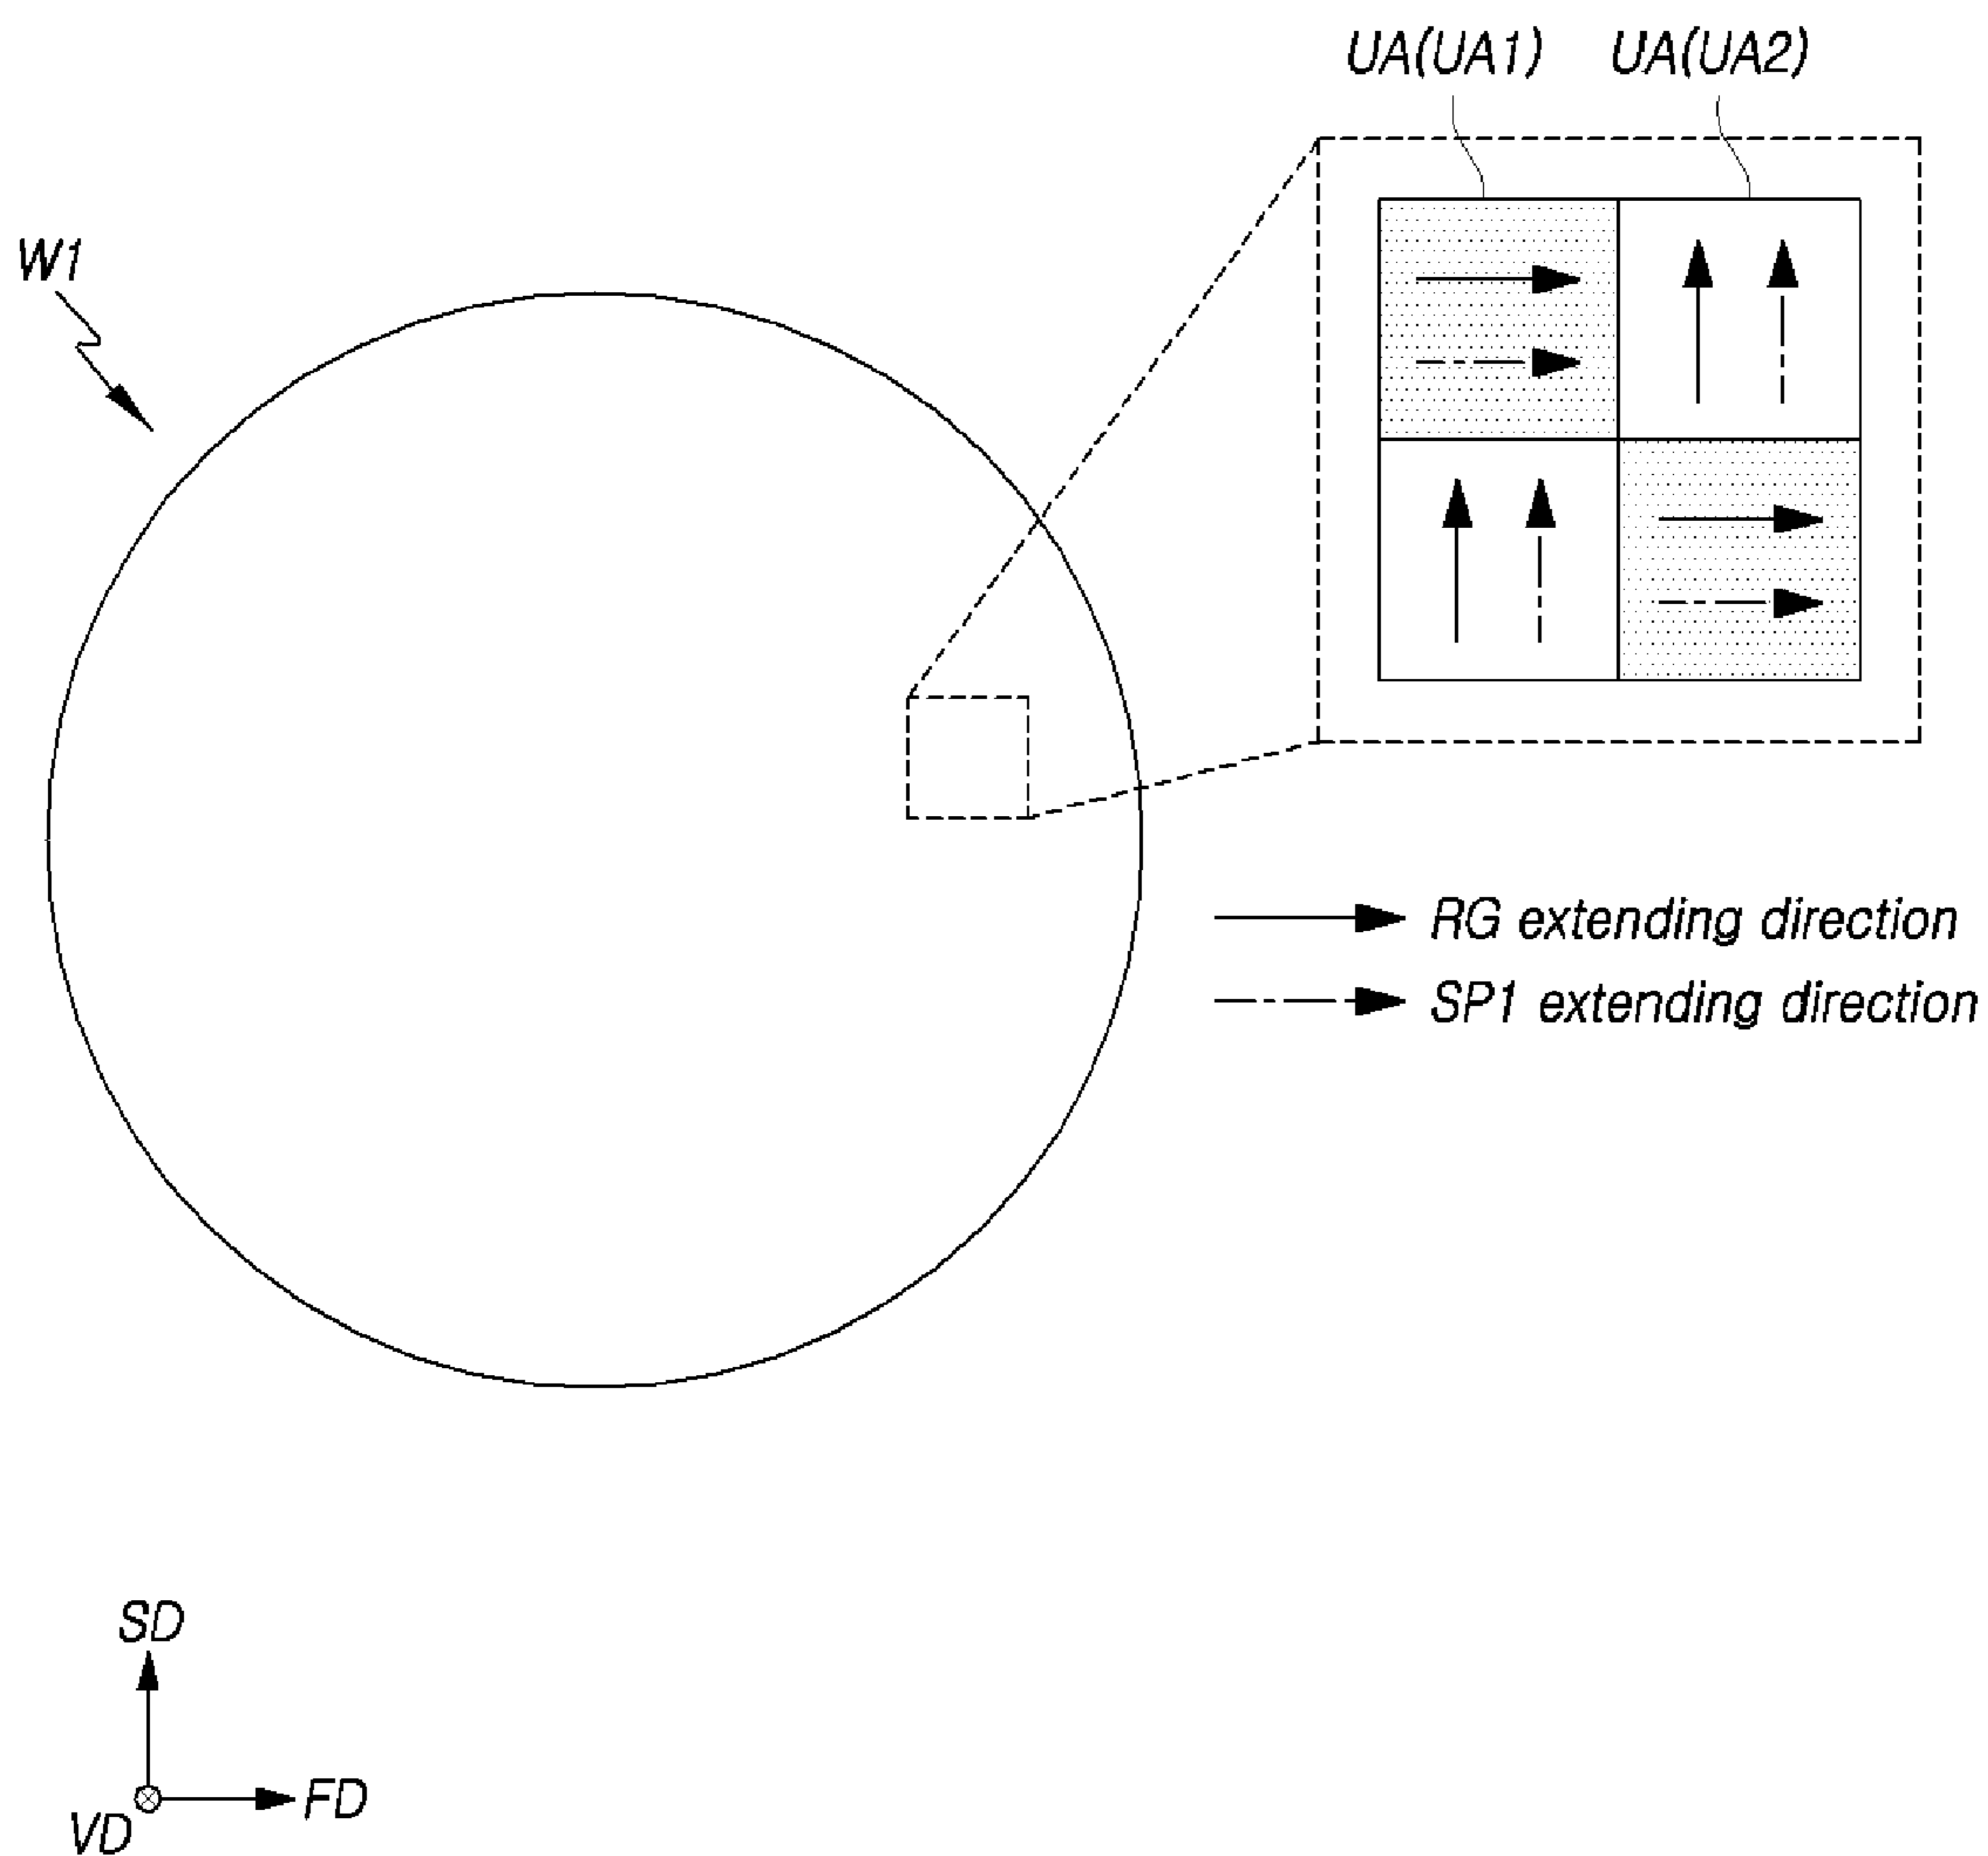 UA(UA1) UA(UA2)
W1
RG extending direction
SP1 extending direction
SD
FD
VD